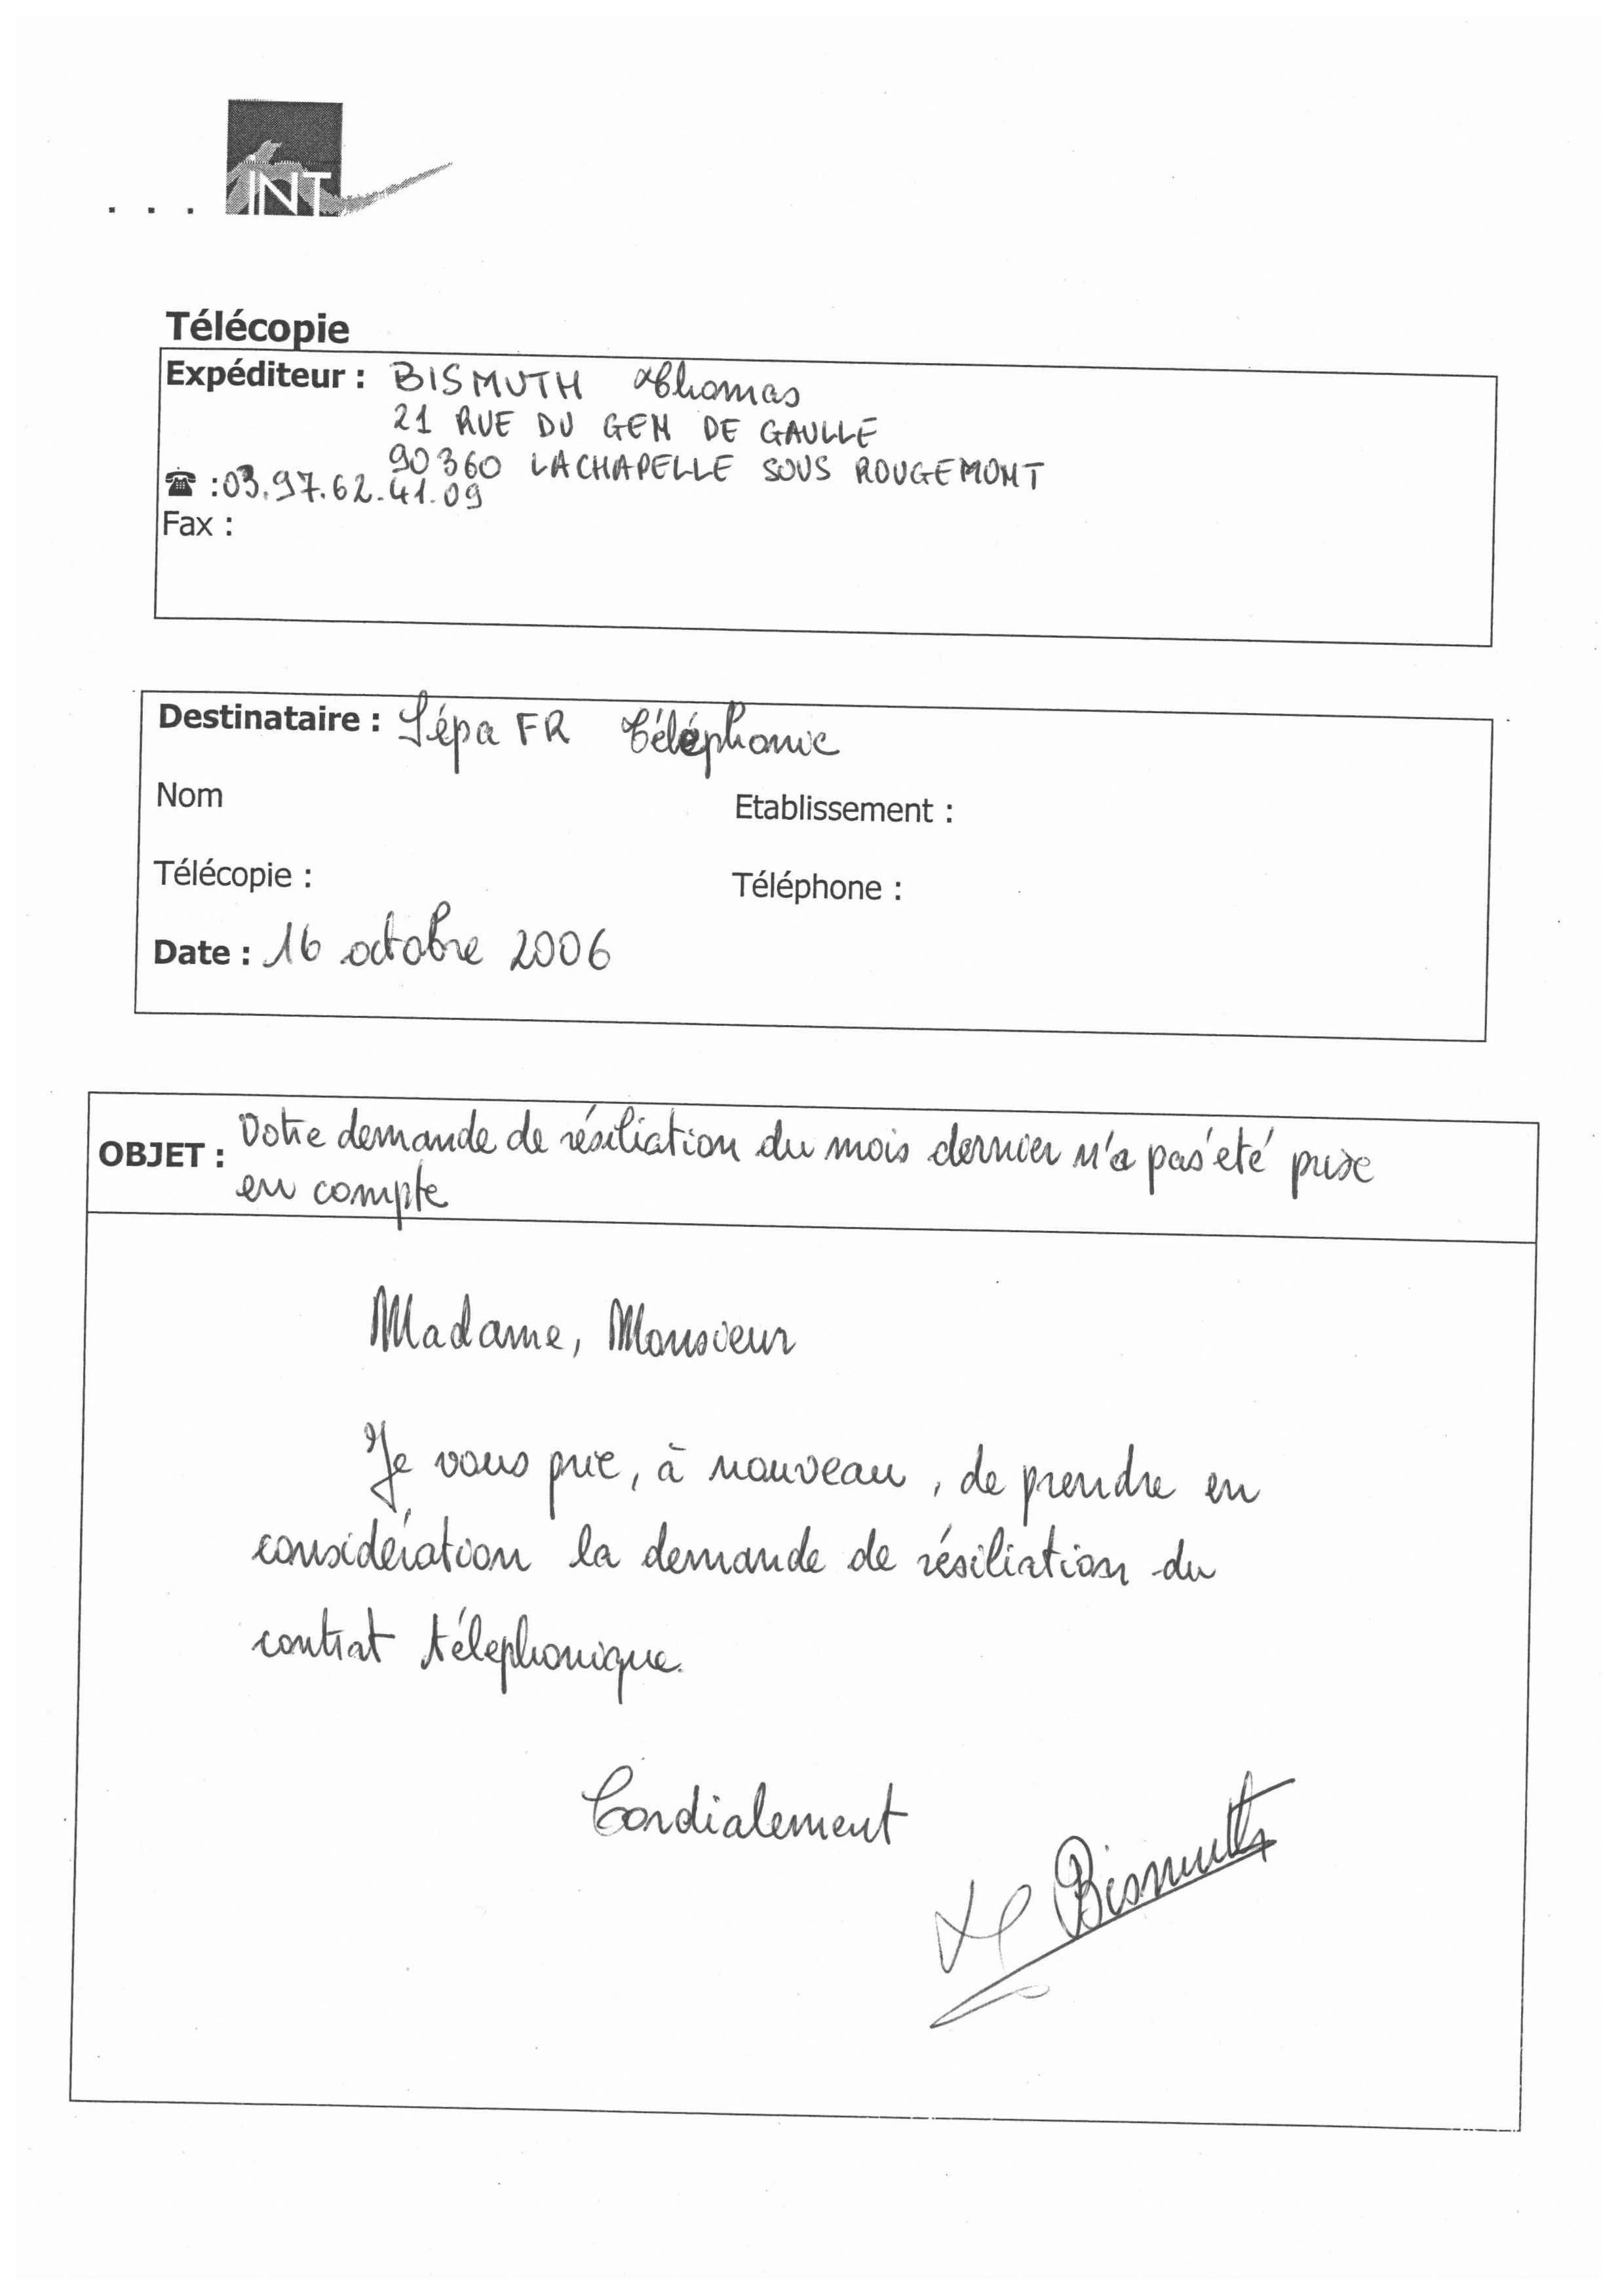 . . . INT
Télécopie
Expéditeur : BISMUTH Thomas
21 RUE DU GEN DE GAULLE
90360 LACHAPELLE SOUS ROUGEMONT
☎ : 03.97.62.41.09
Fax :
Destinataire : Sépa FR Téléphonie
Nom
Etablissement :
Télécopie :
Téléphone :
Date : 16 octobre 2006
OBJET : Votre demande de résiliation du mois dernier n'a pas été prise
en compte
Madame, Monsieur
Je vous prie, à nouveau, de prendre en
considération la demande de résiliation du
contrat télephonique.
Cordialement
T Bismuth